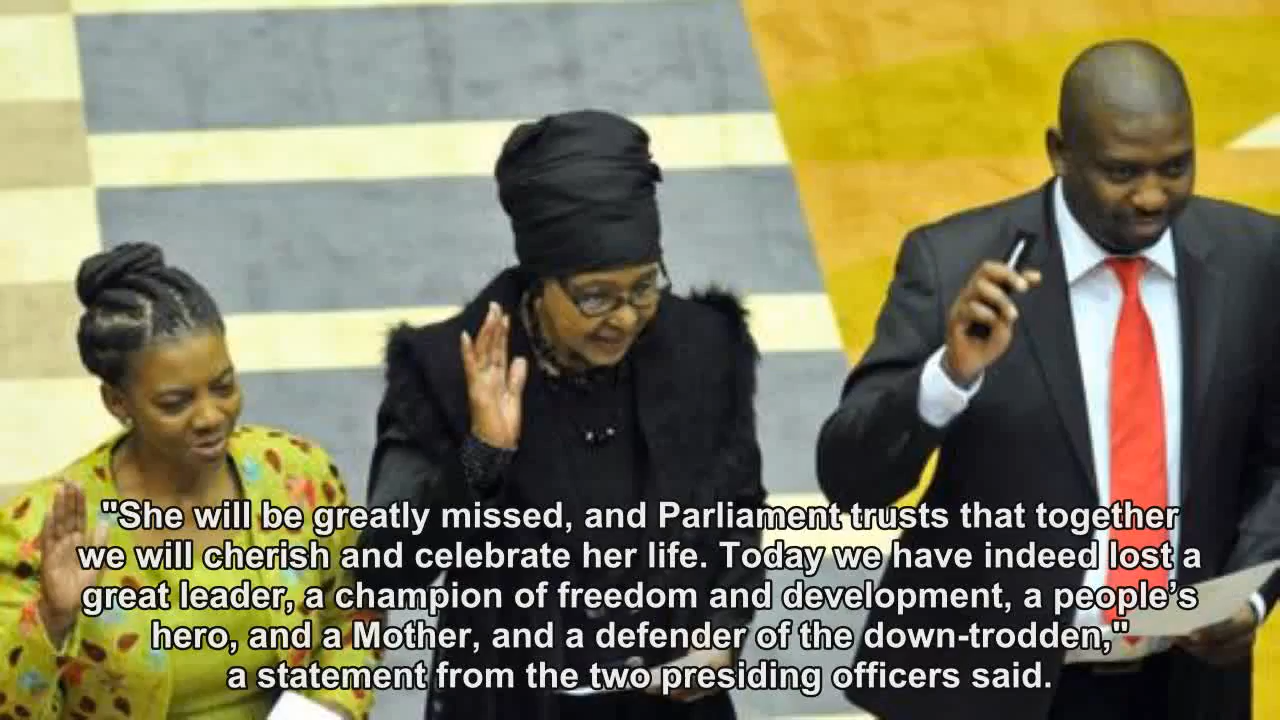 "She will be greatly missed, and Parliament trusts that together
we will cherish and celebrate her life. Today we have indeed lost a
great leader, a champion of freedom and development, a people’s
hero, and a Mother, and a defender of the down-trodden,"
a statement from the two presiding officers said.